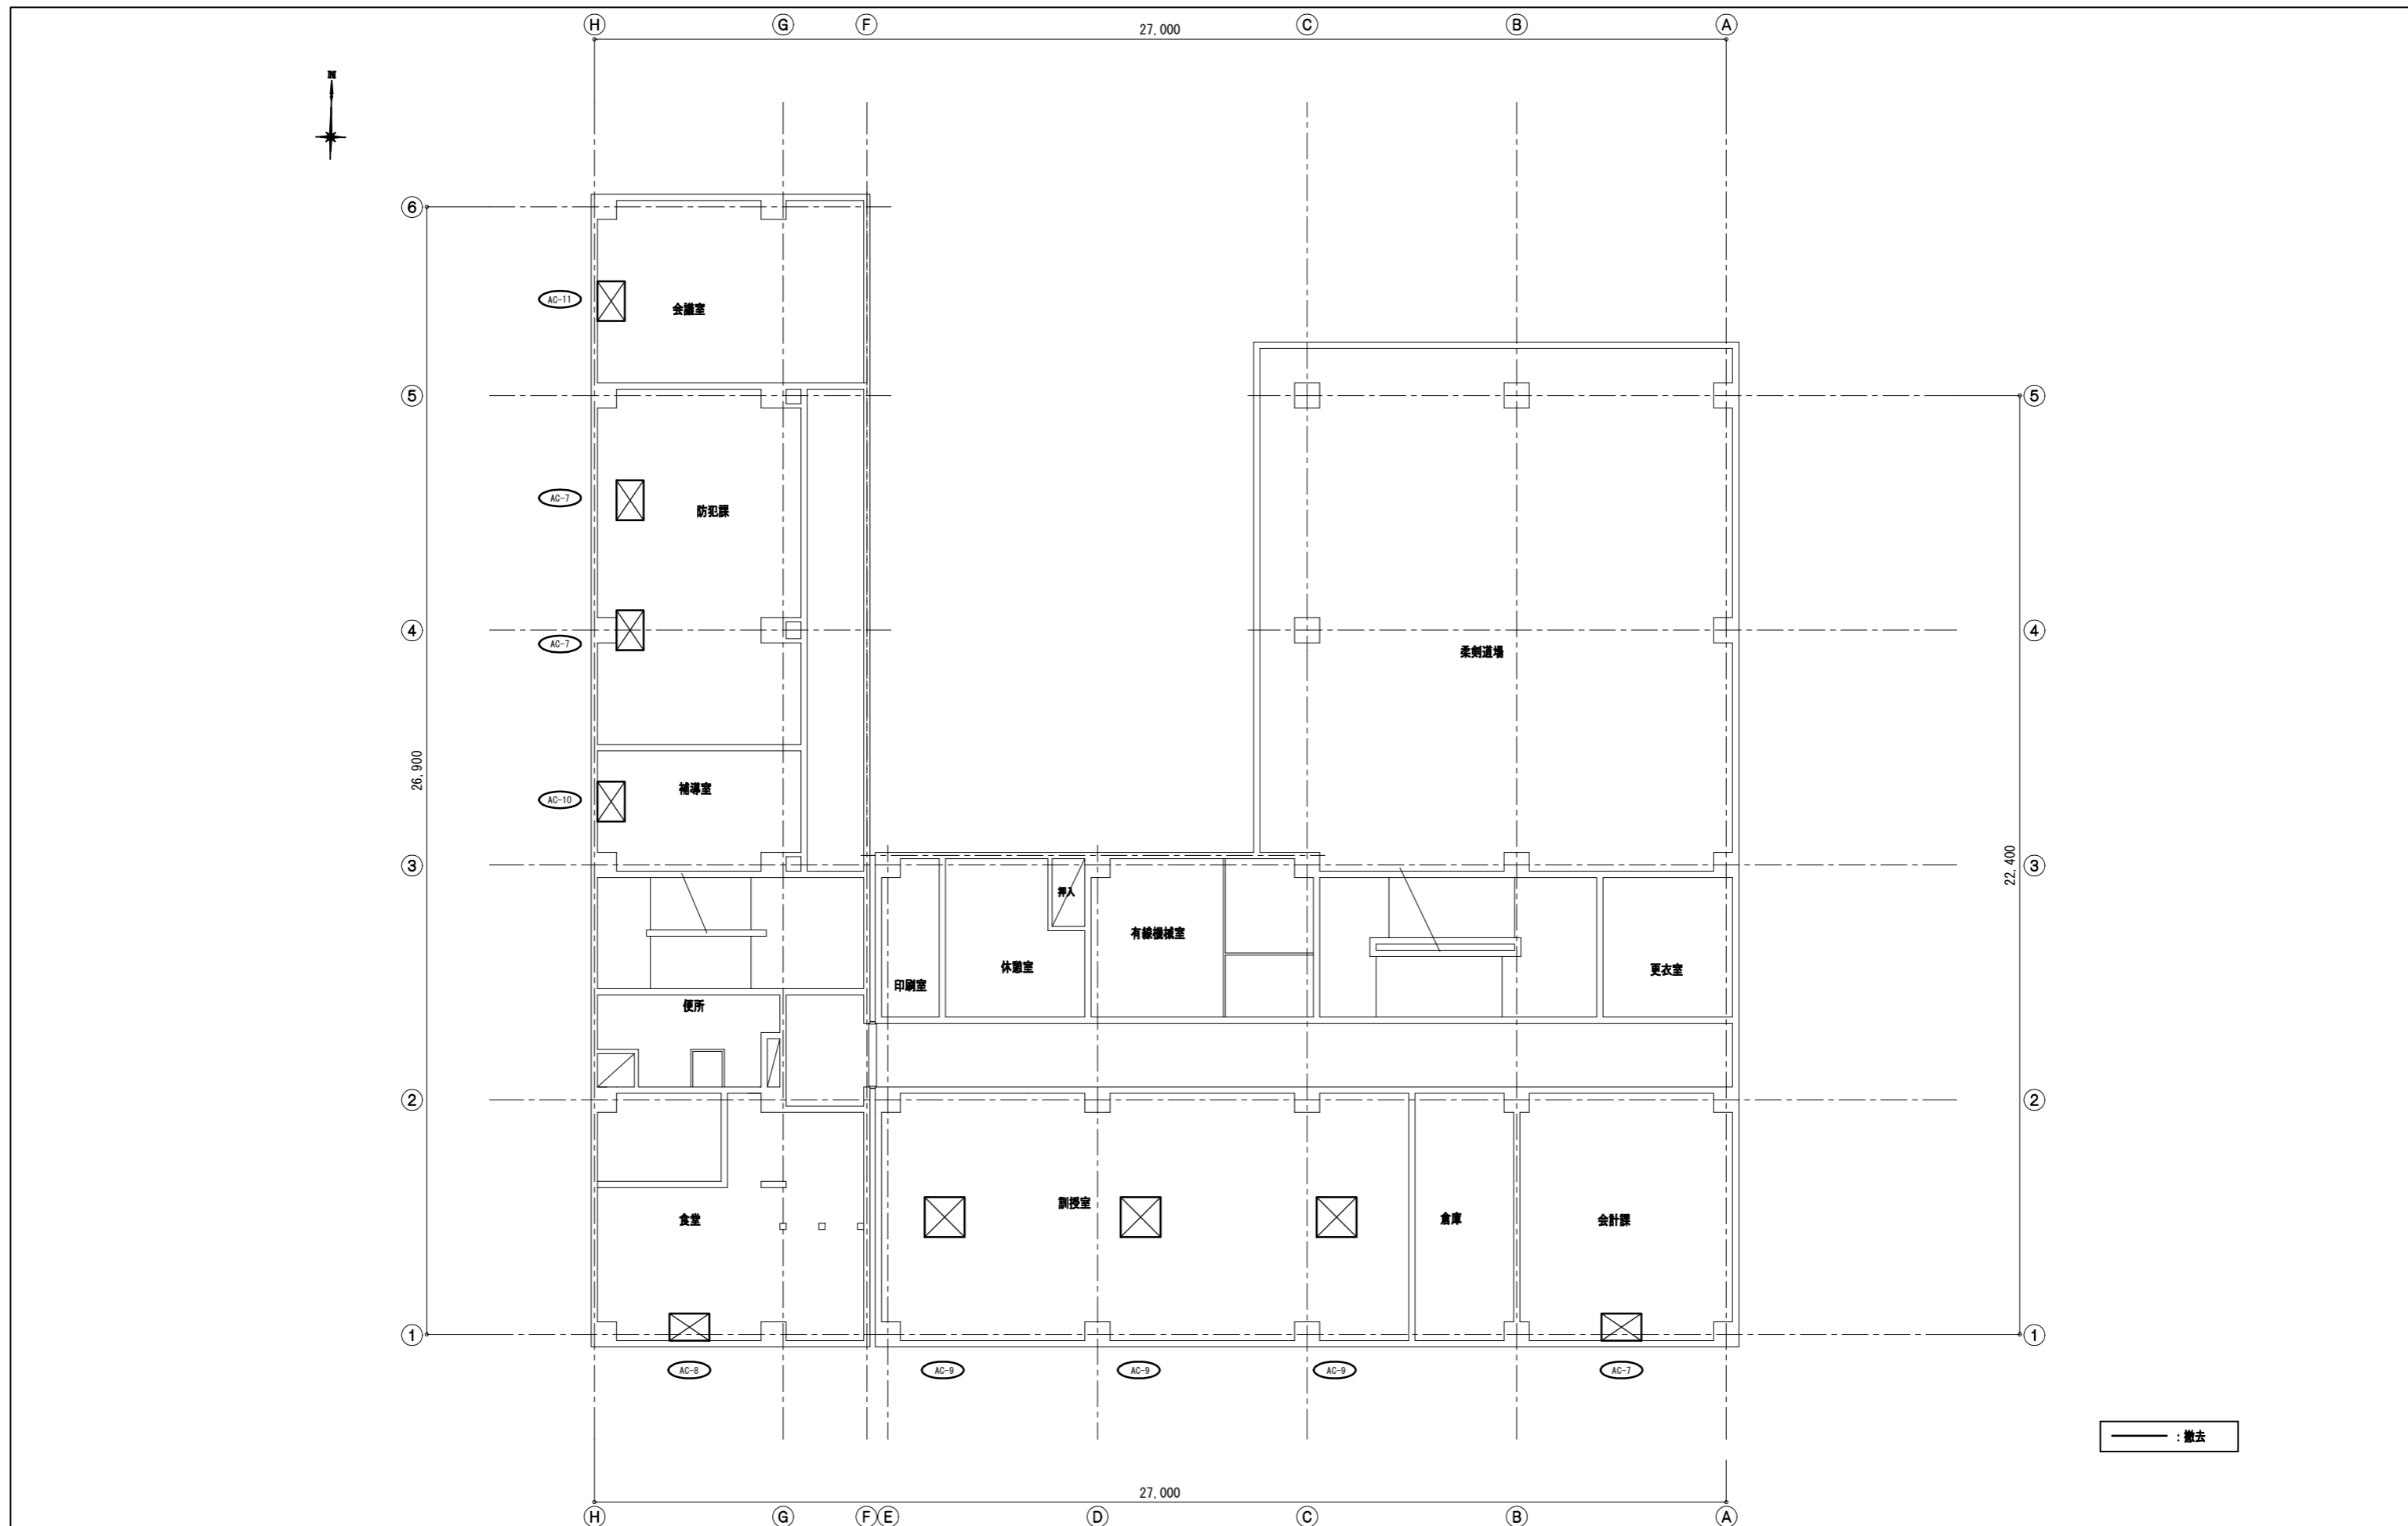 H G F C B A
27,000
N
6
AC-11
会議室
5 5
AC-7
防犯課
4 4
AC-7
柔剣道場
26,900
補導室
AC-10
3 3
22,400
押入
有線機械室
休憩室
更衣室
印刷室
便所
2 2
訓授室
食堂
倉庫
会計課
1 1
AC-8 AC-9 AC-9 AC-9 AC-7
:撤去
27,000
H G F E D C B A